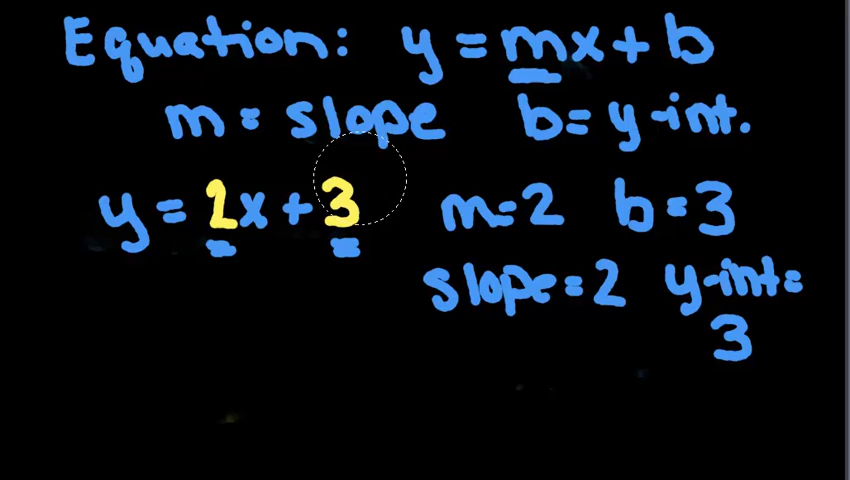 Equation: y = mx + b
m = slope b = y-int.
y = 2x + 3 m = 2 b = 3
slope = 2 y-int =
3